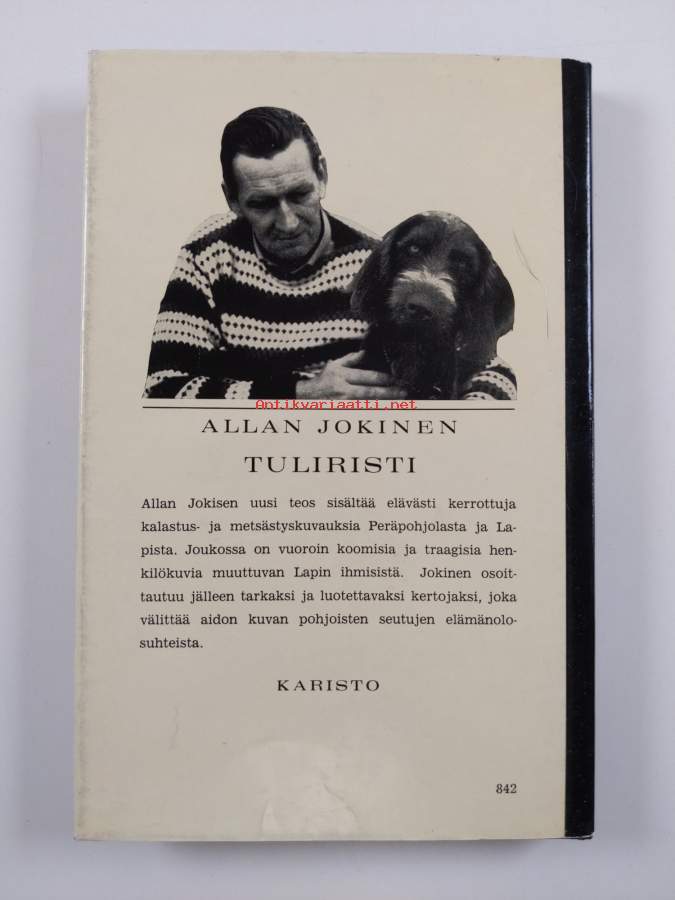 Antikvariaatti.net
ALLAN JOKINEN
TULIRISTI
Allan Jokisen uusi teos sisältää elävästi kerrottuja
kalastus- ja metsästyskuvauksia Peräpohjolasta ja La-
pista. Joukossa on vuoroin koomisia ja traagisia hen-
kilökuvia muuttuvan Lapin ihmisistä. Jokinen osoit-
tautuu jälleen tarkaksi ja luotettavaksi kertojaksi, joka
välittää aidon kuvan pohjoisten seutujen elämänolo-
suhteista.
KARISTO
842